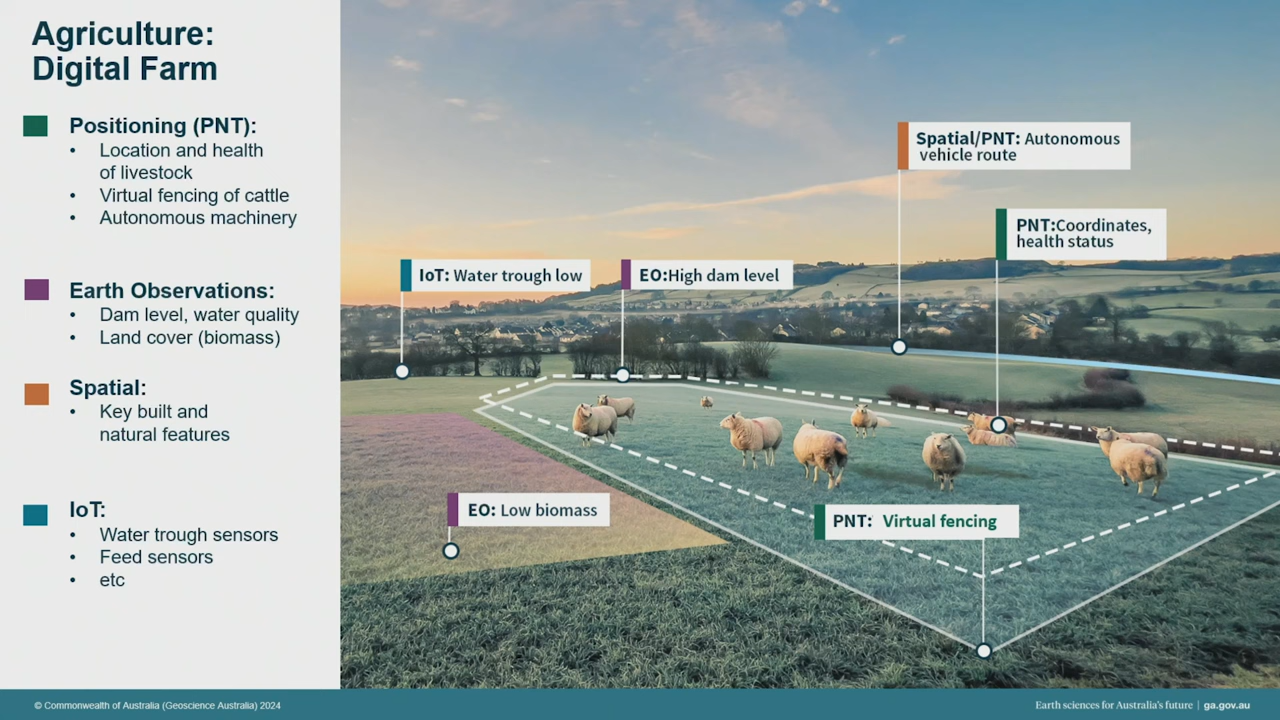 Agriculture:
Digital Farm
Positioning (PNT):
• Location and health
of livestock
• Virtual fencing of cattle
• Autonomous machinery
Earth Observations:
• Dam level, water quality
• Land cover (biomass)
Spatial:
• Key built and
natural features
IoT:
• Water trough sensors
• Feed sensors
• etc
Spatial/PNT: Autonomous
vehicle route
PNT:Coordinates,
health status
IoT: Water trough low
EO:High dam level
EO: Low biomass
PNT: Virtual fencing
© Commonwealth of Australia (Geoscience Australia) 2024
Earth sciences for Australia's future | ga.gov.au